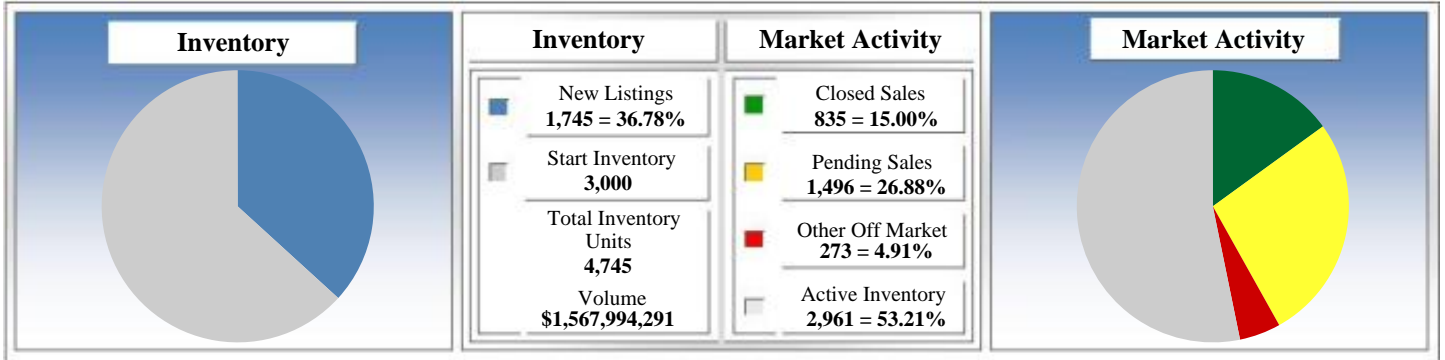 Inventory
Inventory
Market Activity
New Listings
1,745 = 36.78%
Start Inventory
3,000
Total Inventory
Units
4,745
Volume
$1,567,994,291
Closed Sales
835 = 15.00%
Pending Sales
1,496 = 26.88%
Other Off Market
273 = 4.91%
Active Inventory
2,961 = 53.21%
Market Activity